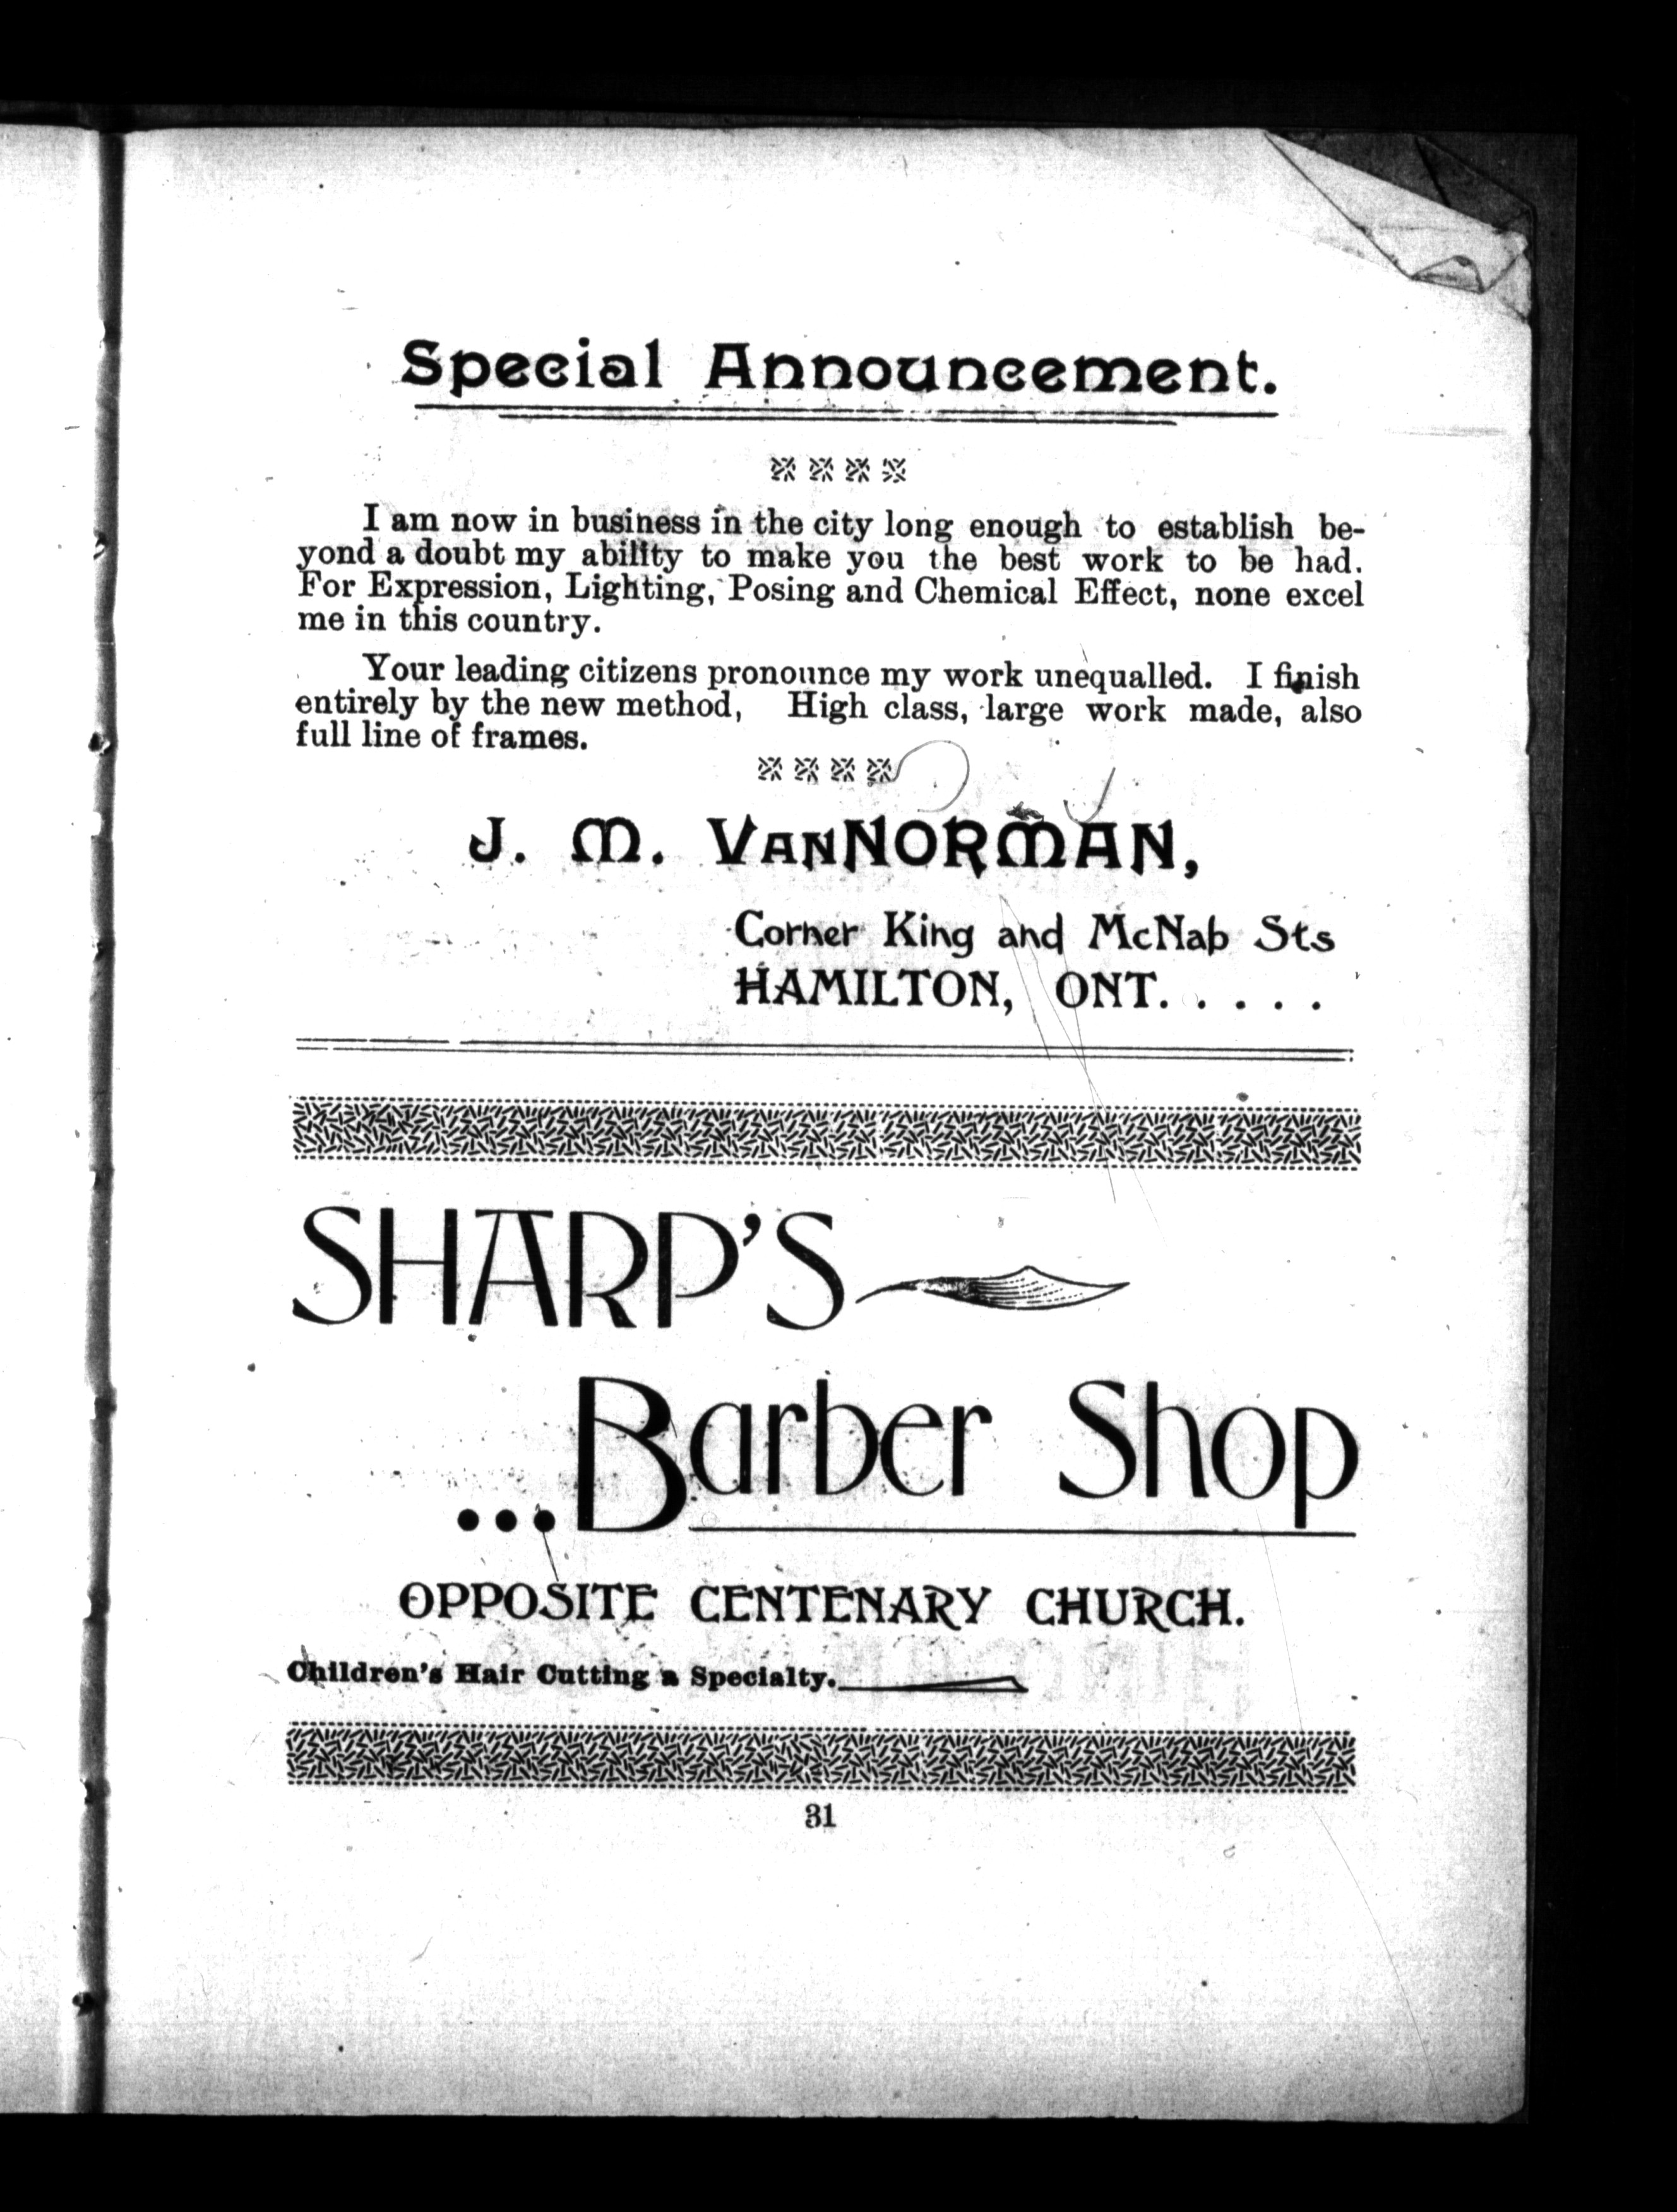 Special Announcement.
I am now in business in the city long enough to establish be-
yond a doubt my ability to make you the best work to be had.
For Expression, Lighting, Posing and Chemical Effect, none excel
me in this country.
Your leading citizens pronounce my work unequalled. I finish
entirely by the new method, High class, large work made, also
full line of frames.
J. M. VANNORMAN,
Corner King and McNab Sts
HAMILTON, ONT. . . . .
SHARP'S
...Barber Shop
OPPOSITE CENTENARY CHURCH.
Children's Hair Cutting a Specialty.
31